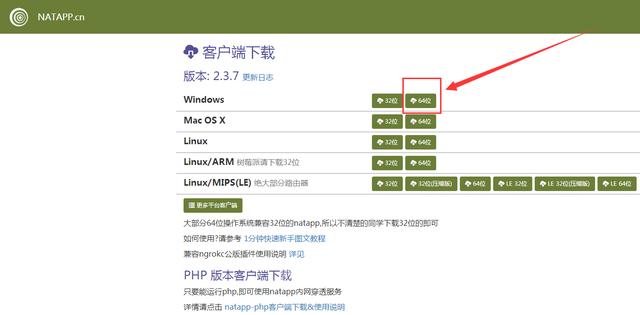 NATAPP.cn
客户端下载
版本: 2.3.7 更新日志
Windows 32位 64位
Mac OS X 32位 64位
Linux 32位 64位
Linux/ARM 树莓派请下载32位 32位 64位
Linux/MIPS(LE) 绝大部分路由器 32位 32位(压缩版) 64位 LE 32位 LE 32位(压缩版) LE 64位
更多平台客户端
大部分64位操作系统兼容32位的natapp,所以不清楚的同学下载32位的即可
如何使用?请参考 1分钟快速新手图文教程
兼容ngrokc公版插件使用说明 详见
PHP 版本客户端下载
只要能运行php,即可使用natapp内网穿透服务
详情请点击 natapp-php客户端下载&使用说明